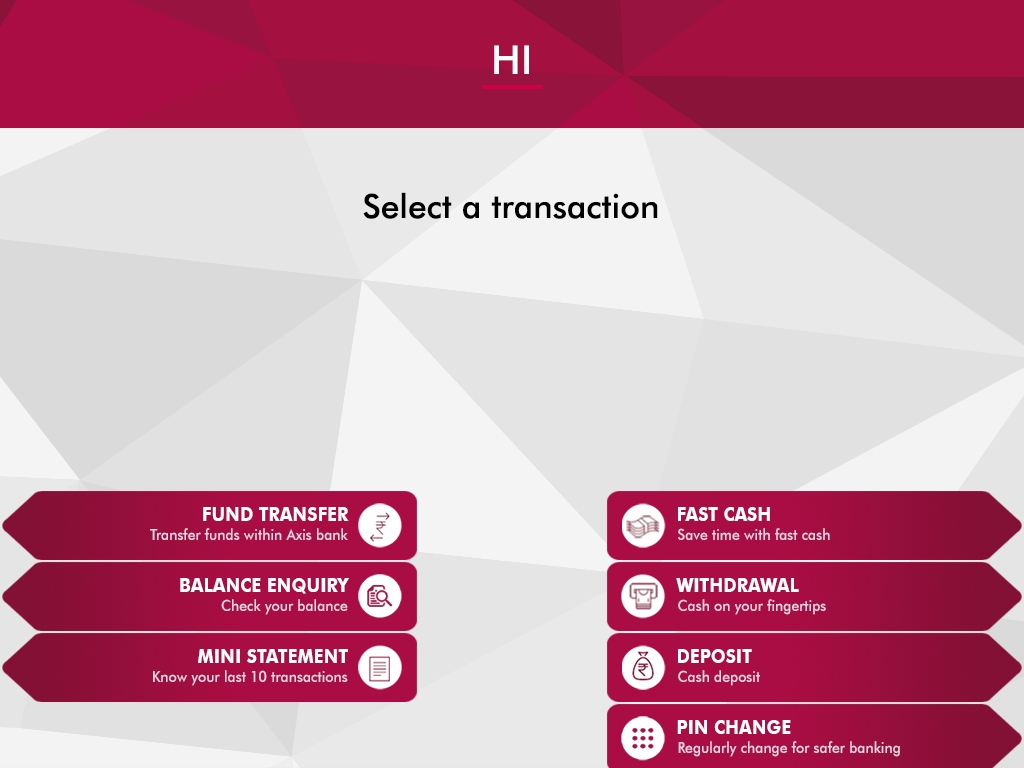 HI
Select a transaction
FUND TRANSFER
Transfer funds within Axis bank
BALANCE ENQUIRY
Check your balance
MINI STATEMENT
Know your last 10 transactions
FAST CASH
Save time with fast cash
WITHDRAWAL
Cash on your fingertips
DEPOSIT
Cash deposit
PIN CHANGE
Regularly change for safer banking